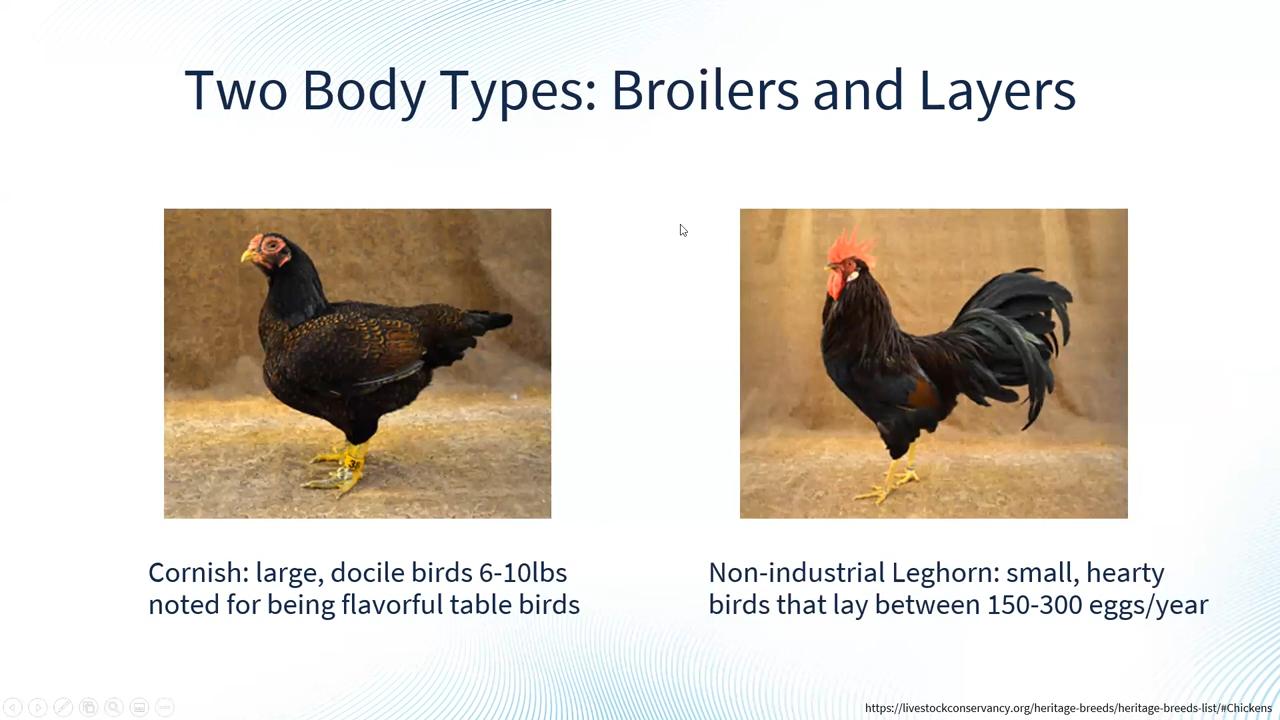 Two Body Types: Broilers and Layers
Cornish: large, docile birds 6-10lbs
noted for being flavorful table birds
Non-industrial Leghorn: small, hearty
birds that lay between 150-300 eggs/year
https://livestockconservancy.org/heritage-breeds/heritage-breeds-list/#Chickens